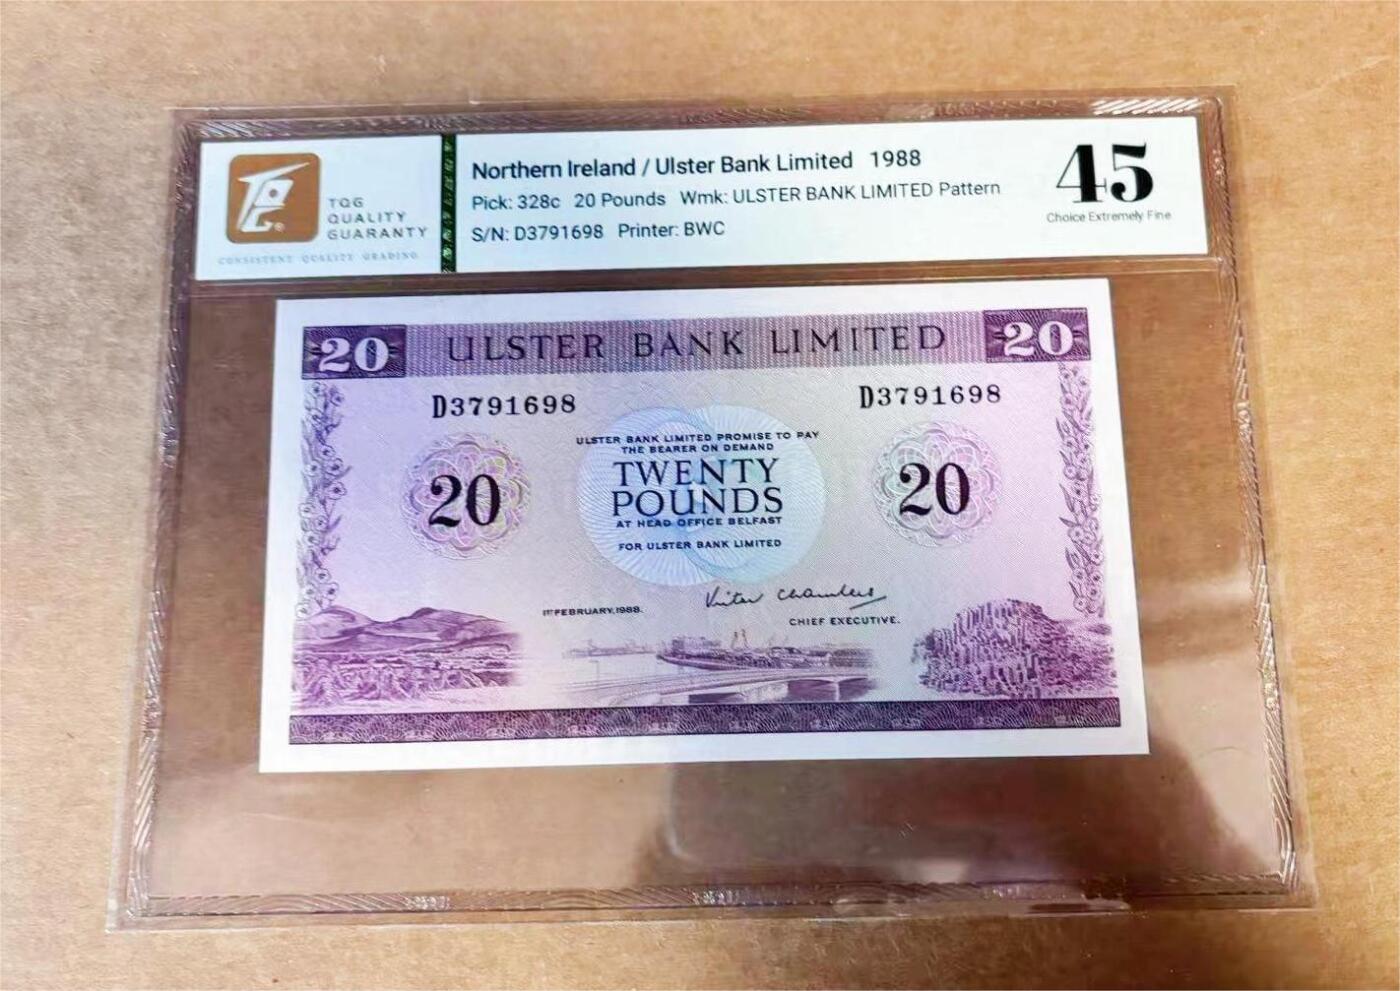 TQG
QUALITY
GUARANTY
CONSISTENT QUALITY GRADING
Northern Ireland / Ulster Bank Limited 1988
Pick: 328c 20 Pounds Wmk: ULSTER BANK LIMITED Pattern
S/N: D3791698 Printer: BWC
45
Choice Extremely Fine
20 ULSTER BANK LIMITED 20
D3791698 D3791698
ULSTER BANK LIMITED PROMISE TO PAY
THE BEARER ON DEMAND
TWENTY
POUNDS
20 20
AT HEAD OFFICE BELFAST
FOR ULSTER BANK LIMITED
1ST FEBRUARY, 1988.
Victor Chambers
CHIEF EXECUTIVE.